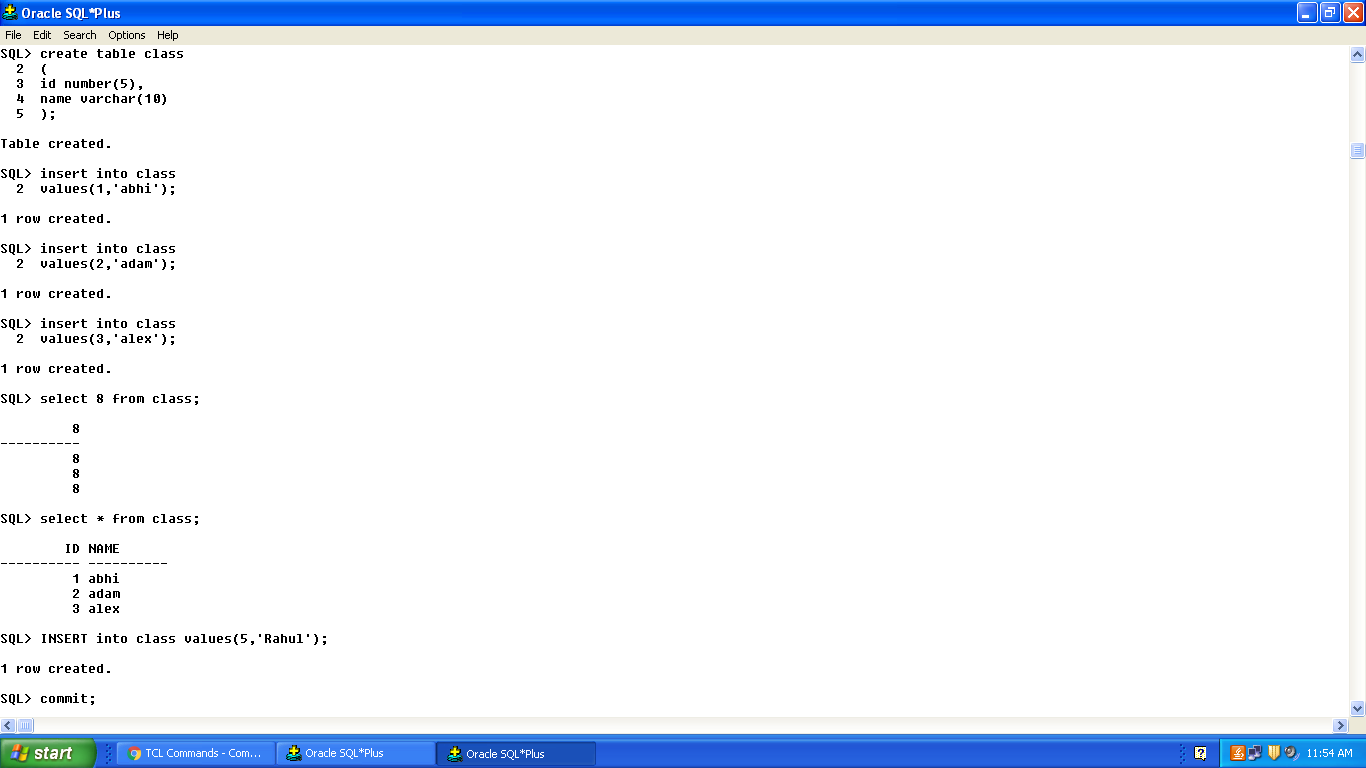 Oracle SQL*Plus
File Edit Search Options Help
SQL> create table class
  2  (
  3  id number(5),
  4  name varchar(10)
  5  );
Table created.
SQL> insert into class
  2  values(1,'abhi');
1 row created.
SQL> insert into class
  2  values(2,'adam');
1 row created.
SQL> insert into class
  2  values(3,'alex');
1 row created.
SQL> select 8 from class;
         8
----------
         8
         8
         8
SQL> select * from class;
        ID NAME
---------- ----------
         1 abhi
         2 adam
         3 alex
SQL> INSERT into class values(5,'Rahul');
1 row created.
SQL> commit;
start TCL Commands - Com... Oracle SQL*Plus Oracle SQL*Plus 11:54 AM